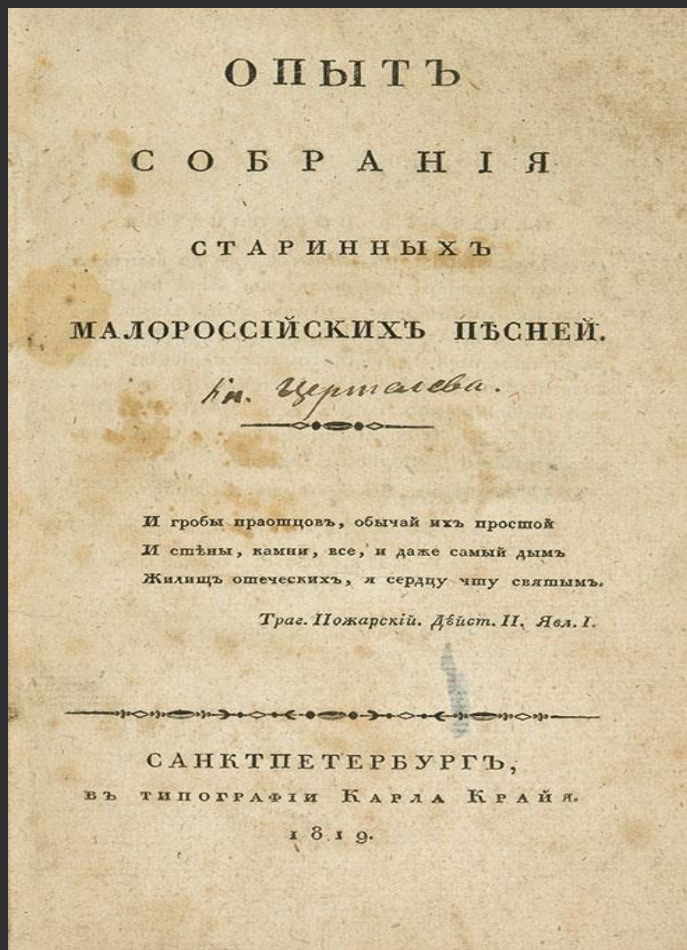 ОПЫТЪ
СОБРАНІЯ
СТАРИННЫХЪ
МАЛОРОССІЙСКИХЪ ПѢСНЕЙ.
Кн. Цертелева.
И гробы праотцовъ, обычай ихъ простой
И стѣны, камни, все, и даже самый дымъ
Жилищъ отеческихъ, я сердцу чту святымъ.
Траг. Пожарскій. Дѣйст. II. Явл. I.
САНКТПЕТЕРБУРГЪ,
въ типографіи Карла Крайя.
1819.